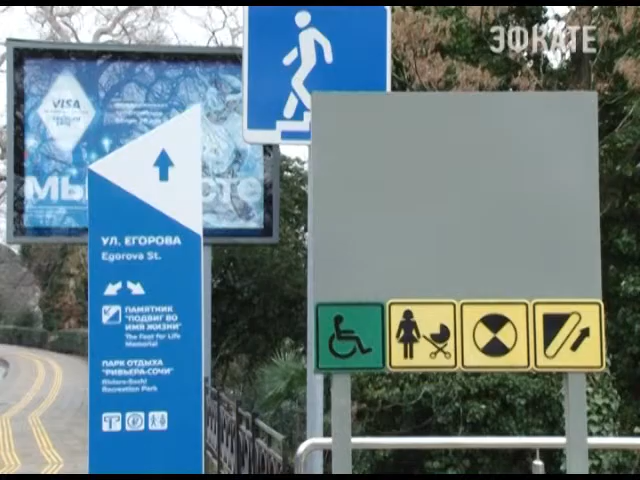 ЭФКАТЕ
VISA
мы
сте
УЛ. ЕГОРОВА
Egorova St.
ПАМЯТНИК
"ПОДВИГ ВО
ИМЯ ЖИЗНИ"
The Feat for Life
Memorial
ПАРК ОТДЫХА
"РИВЬЕРА-СОЧИ"
Riviera-Sochi
Recreation Park